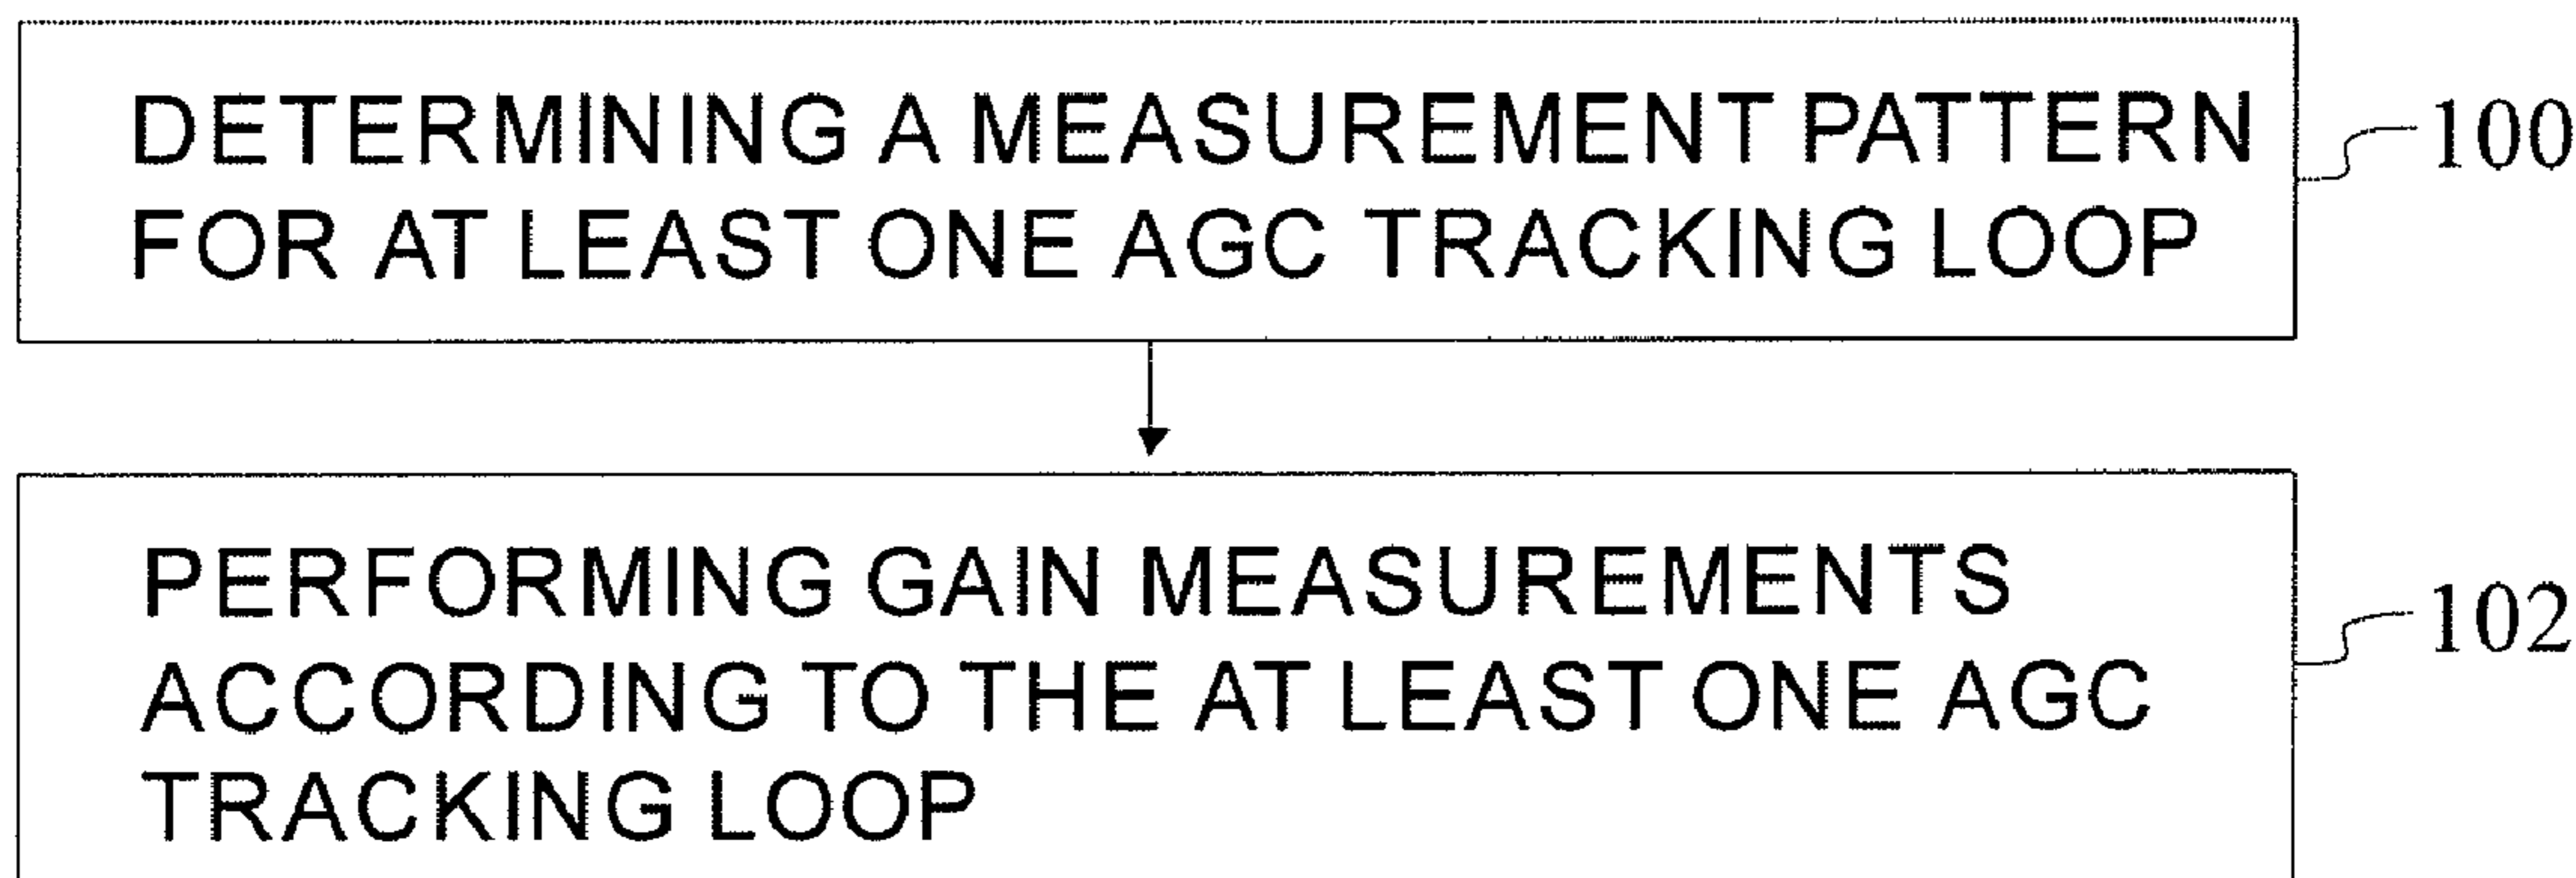 DETERMINING A MEASUREMENT PATTERN
FOR AT LEAST ONE AGC TRACKING LOOP
100
PERFORMING GAIN MEASUREMENTS
ACCORDING TO THE AT LEAST ONE AGC
TRACKING LOOP
102